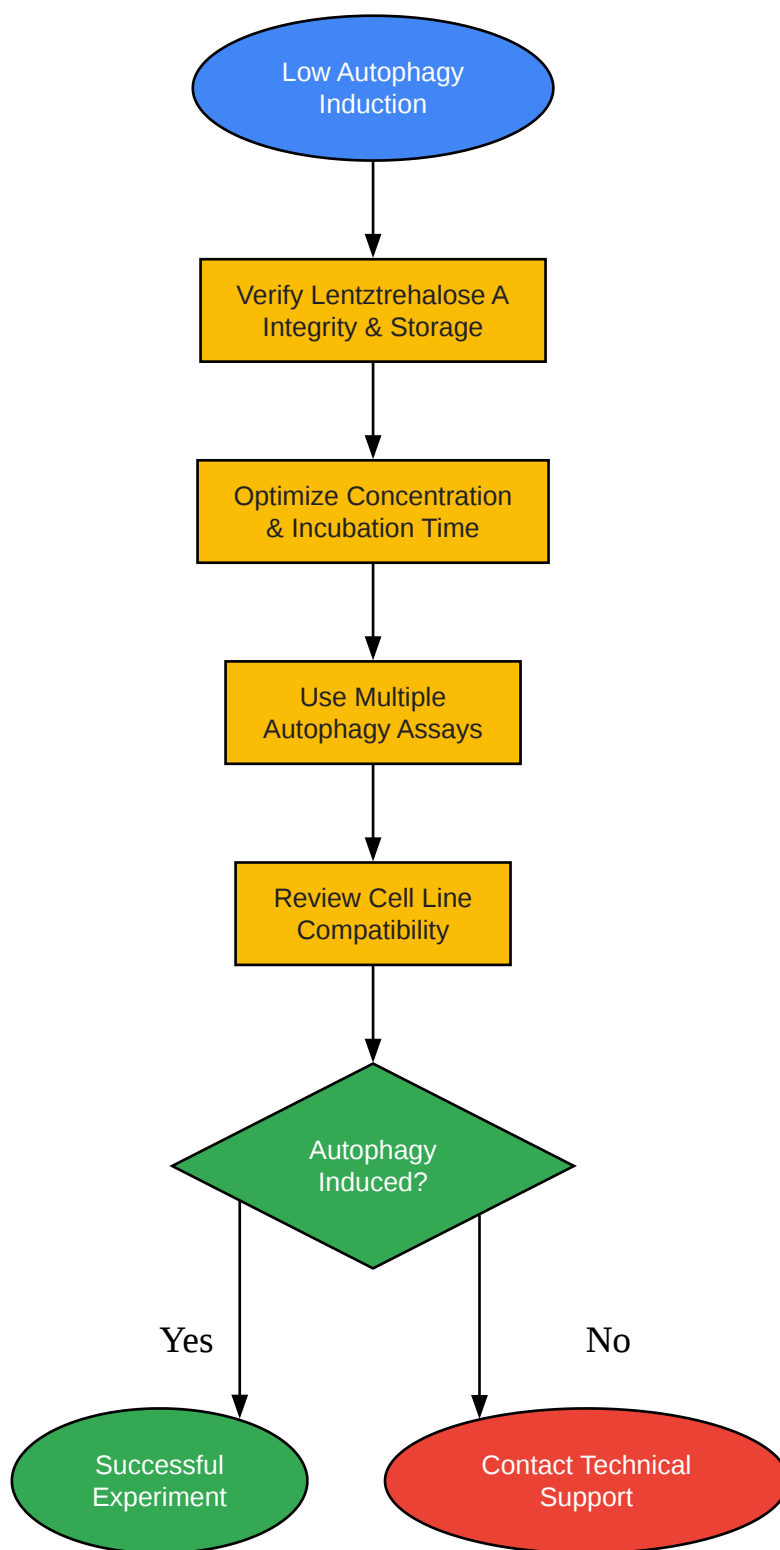 Low Autophagy
Induction
Verify Lentztrehalose A
Integrity & Storage
Optimize Concentration
& Incubation Time
Use Multiple
Autophagy Assays
Review Cell Line
Compatibility
Autophagy
Induced?
Yes
No
Successful
Experiment
Contact Technical
Support